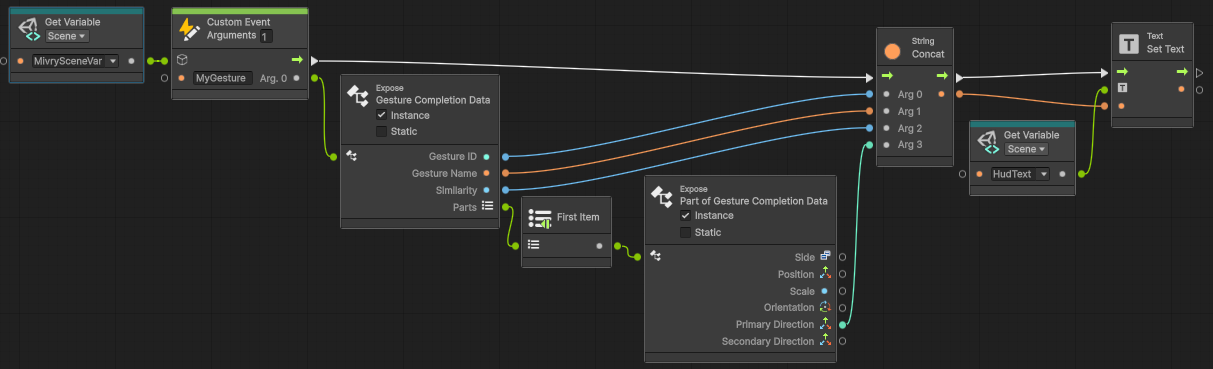 Get Variable
Scene
MivrySceneVar
Custom Event
Arguments 1
MyGesture Arg. 0
Expose
Gesture Completion Data
Instance
Static
Gesture ID
Gesture Name
Similarity
Parts
First Item
Expose
Part of Gesture Completion Data
Instance
Static
Side
Position
Scale
Orientation
Primary Direction
Secondary Direction
String
Concat
Arg 0
Arg 1
Arg 2
Arg 3
Get Variable
Scene
HudText
Text
Set Text
T
T